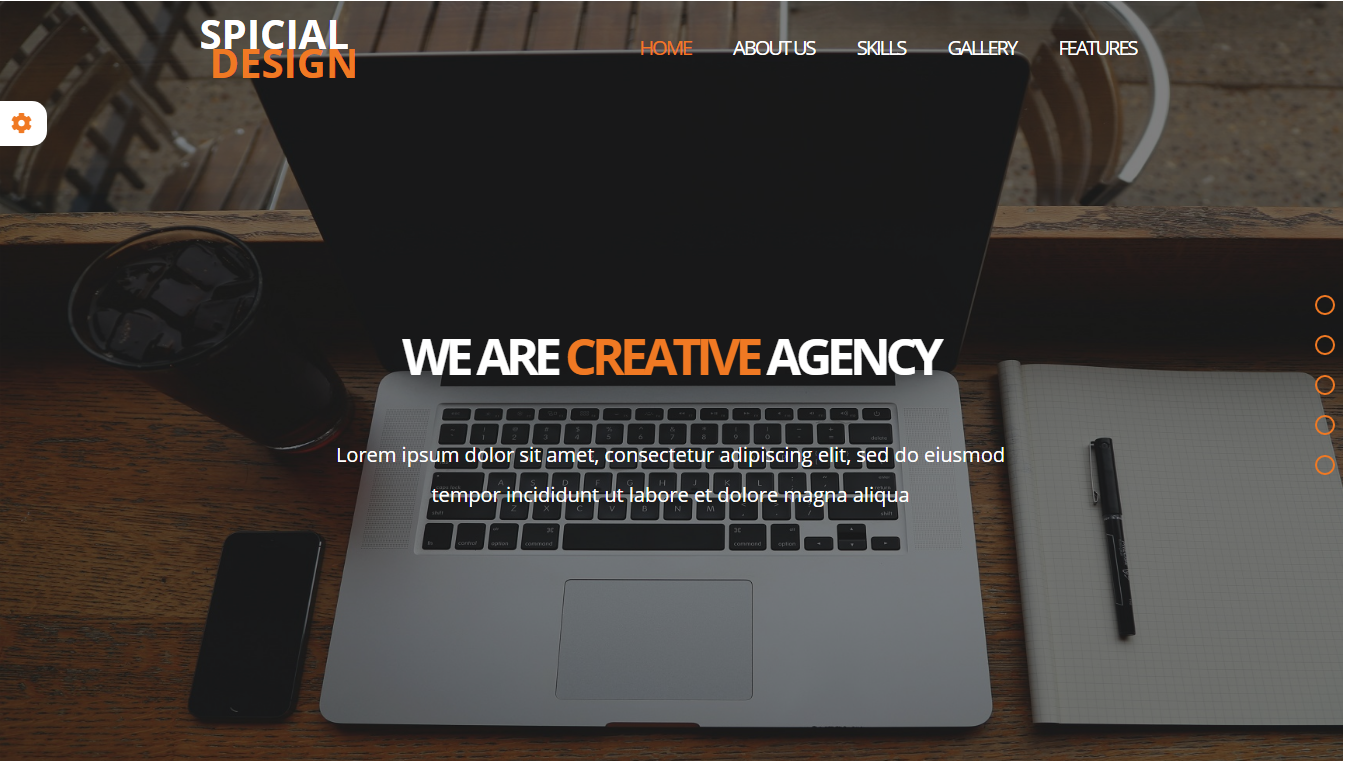 SPICIAL
DESIGN
HOME ABOUT US SKILLS GALLERY FEATURES
WE ARE CREATIVE AGENCY
Lorem ipsum dolor sit amet, consectetur adipiscing elit, sed do eiusmod
tempor incididunt ut labore et dolore magna aliqua